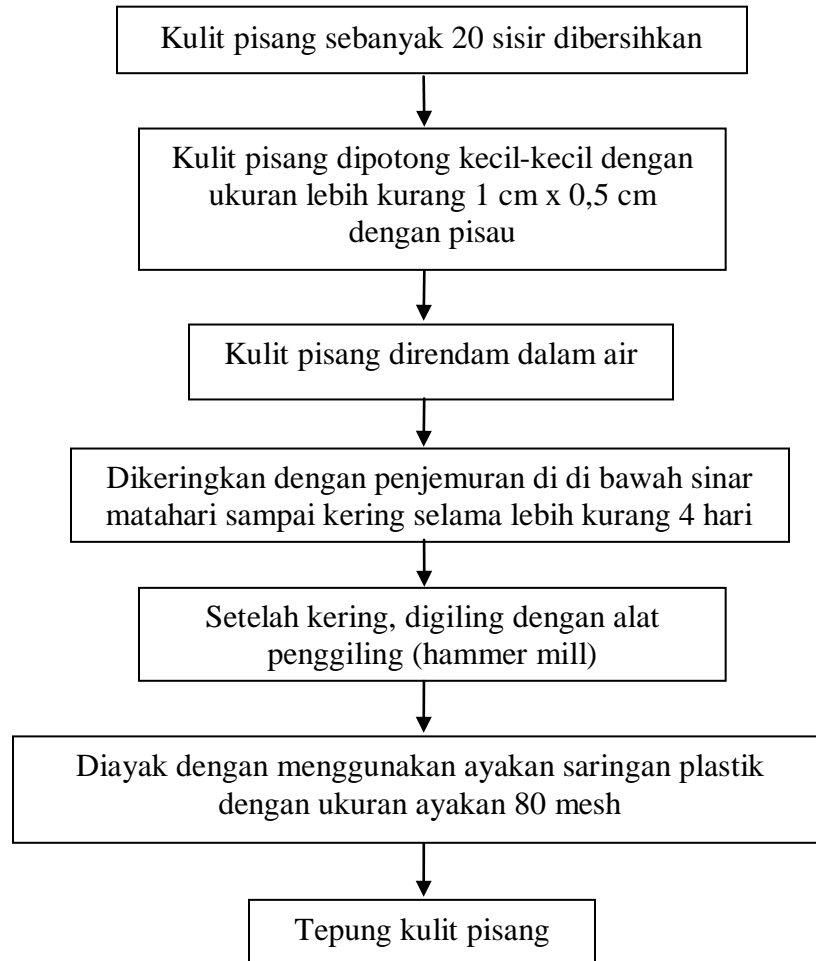 Kulit pisang sebanyak 20 sisir dibersihkan
Kulit pisang dipotong kecil-kecil dengan
ukuran lebih kurang 1 cm x 0,5 cm
dengan pisau
Kulit pisang direndam dalam air
Dikeringkan dengan penjemuran di di bawah sinar
matahari sampai kering selama lebih kurang 4 hari
Setelah kering, digiling dengan alat
penggiling (hammer mill)
Diayak dengan menggunakan ayakan saringan plastik
dengan ukuran ayakan 80 mesh
Tepung kulit pisang